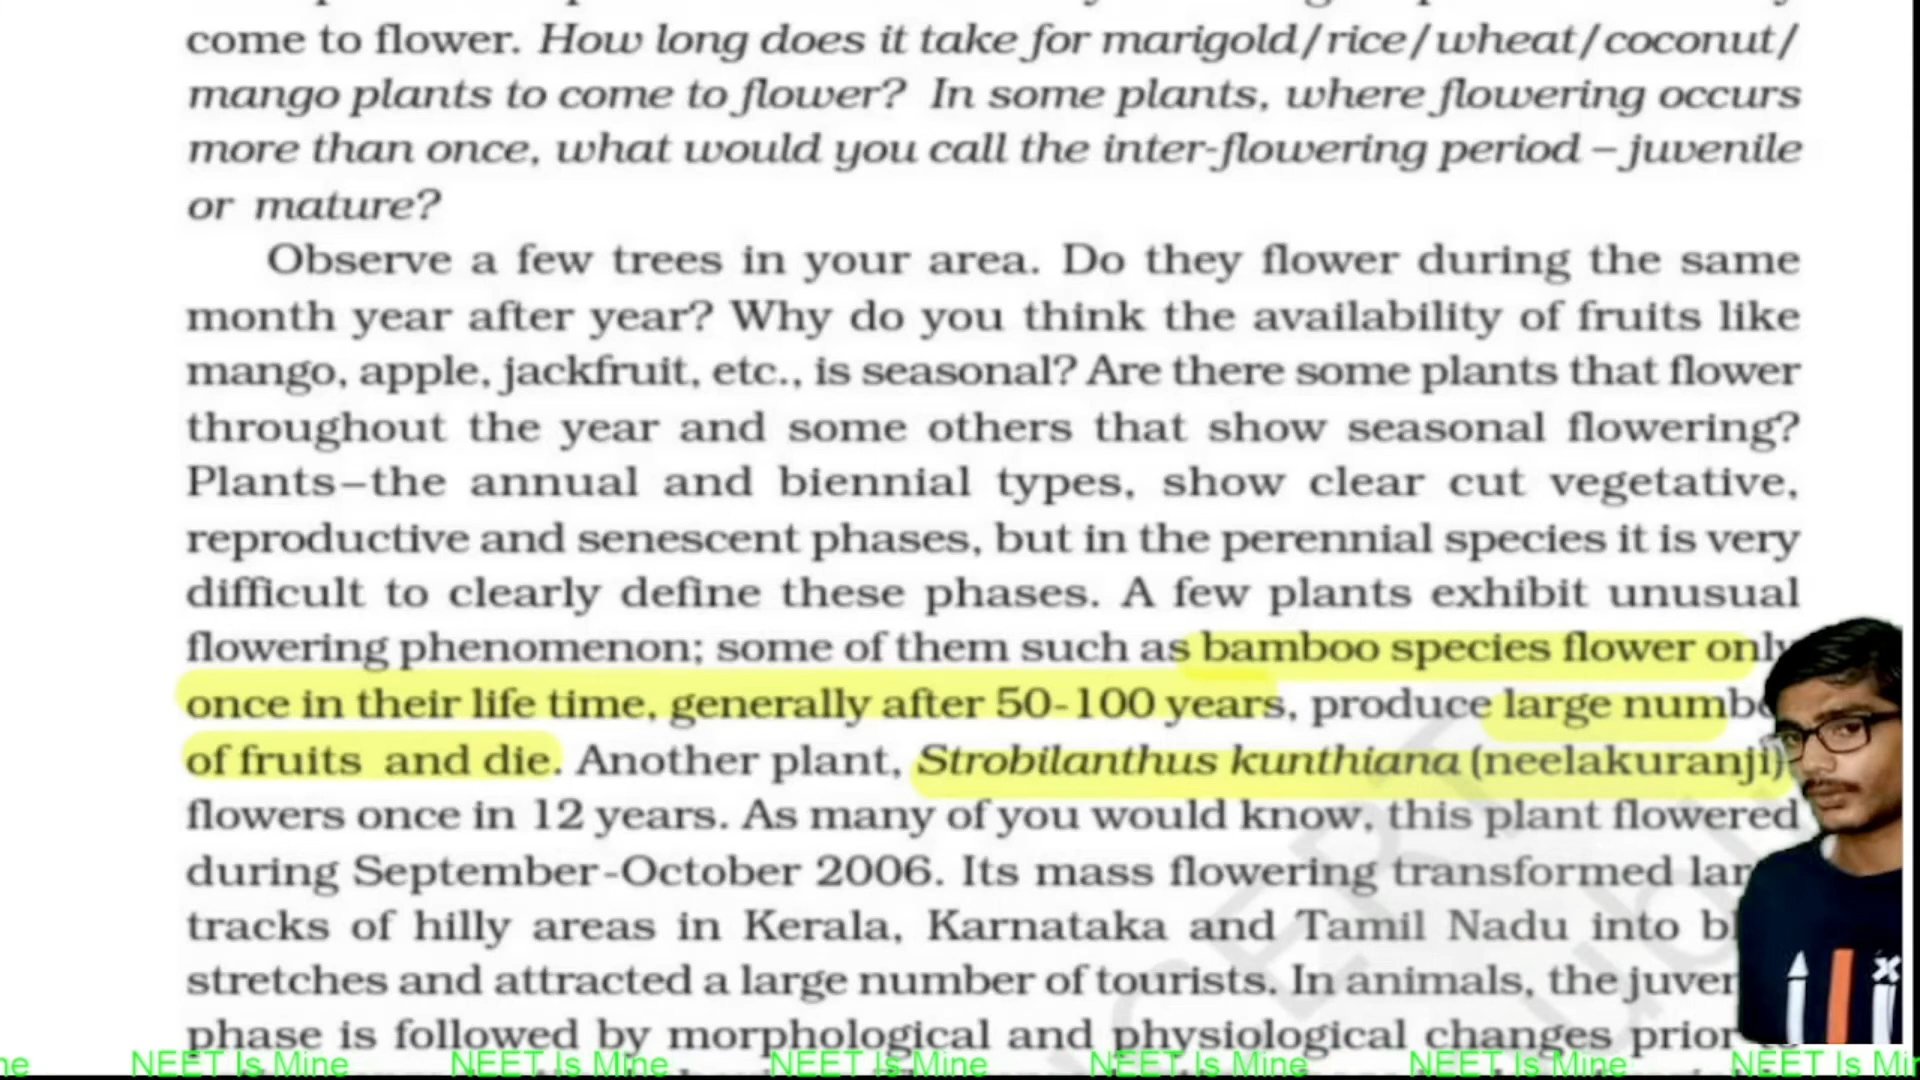 come to flower. How long does it take for marigold/rice/wheat/coconut/
mango plants to come to flower? In some plants, where flowering occurs
more than once, what would you call the inter-flowering period – juvenile
or mature?
Observe a few trees in your area. Do they flower during the same
month year after year? Why do you think the availability of fruits like
mango, apple, jackfruit, etc., is seasonal? Are there some plants that flower
throughout the year and some others that show seasonal flowering?
Plants–the annual and biennial types, show clear cut vegetative,
reproductive and senescent phases, but in the perennial species it is very
difficult to clearly define these phases. A few plants exhibit unusual
flowering phenomenon; some of them such as bamboo species flower only
once in their life time, generally after 50-100 years, produce large
of fruits and die. Another plant, Strobilanthus kunthiana (neelakuranji)
flowers once in 12 years. As many of you would know, this plant flowered
during September-October 2006. Its mass flowering transformed
tracks of hilly areas in Kerala, Karnataka and Tamil Nadu into
stretches and attracted a large number of tourists. In animals, the
phase is followed by morphological and physiological changes prior
NEET Is Mine NEET Is Mine NEET Is Mine NEET Is Mine NEET Is Mine NEET Is